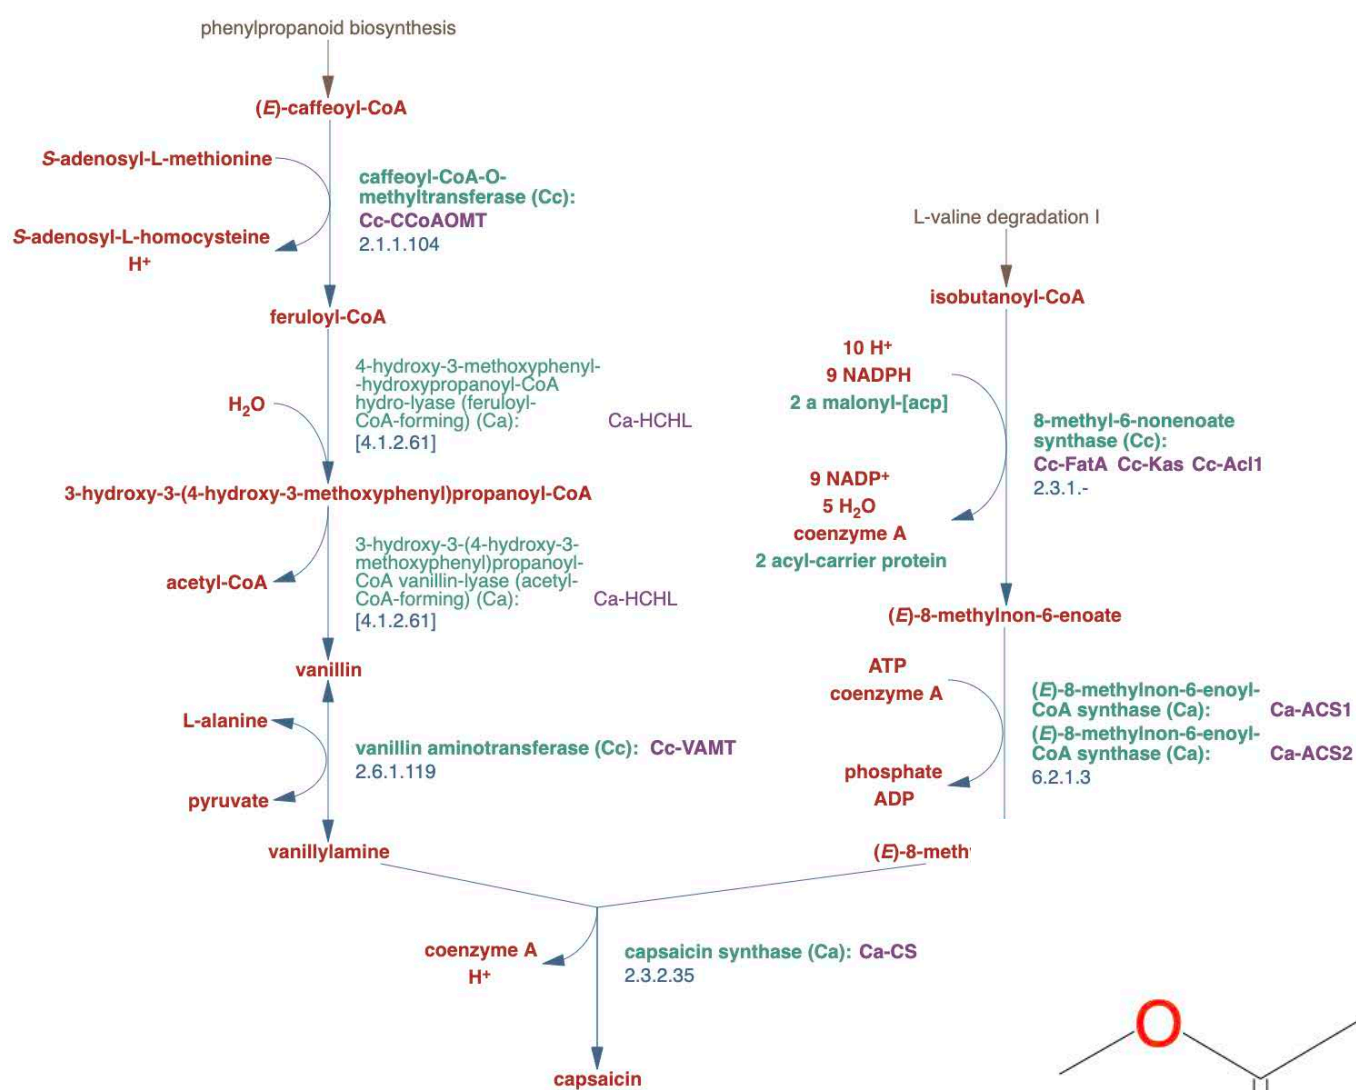 phenylpropanoid biosynthesis
(E)-caffeoyl-CoA
S-adenosyl-L-methionine
caffeoyl-CoA-O-
methyltransferase (Cc):
Cc-CCoAOMT
2.1.1.104
S-adenosyl-L-homocysteine
H+
feruloyl-CoA
4-hydroxy-3-methoxyphenyl-
-hydroxypropanoyl-CoA
hydro-lyase (feruloyl-
CoA-forming) (Ca): Ca-HCHL
[4.1.2.61]
H2O
3-hydroxy-3-(4-hydroxy-3-methoxyphenyl)propanoyl-CoA
3-hydroxy-3-(4-hydroxy-3-
methoxyphenyl)propanoyl-
CoA vanillin-lyase (acetyl-
CoA-forming) (Ca): Ca-HCHL
[4.1.2.61]
acetyl-CoA
vanillin
L-alanine
vanillin aminotransferase (Cc): Cc-VAMT
2.6.1.119
pyruvate
vanillylamine
L-valine degradation I
isobutanoyl-CoA
10 H+
9 NADPH
2 a malonyl-[acp]
8-methyl-6-nonenoate
synthase (Cc):
Cc-FatA Cc-Kas Cc-Acl1
2.3.1.-
9 NADP+
5 H2O
coenzyme A
2 acyl-carrier protein
(E)-8-methylnon-6-enoate
ATP
coenzyme A
(E)-8-methylnon-6-enoyl-
CoA synthase (Ca): Ca-ACS1
(E)-8-methylnon-6-enoyl-
CoA synthase (Ca): Ca-ACS2
6.2.1.3
phosphate
ADP
(E)-8-meth
coenzyme A
H+
capsaicin synthase (Ca): Ca-CS
2.3.2.35
capsaicin
O